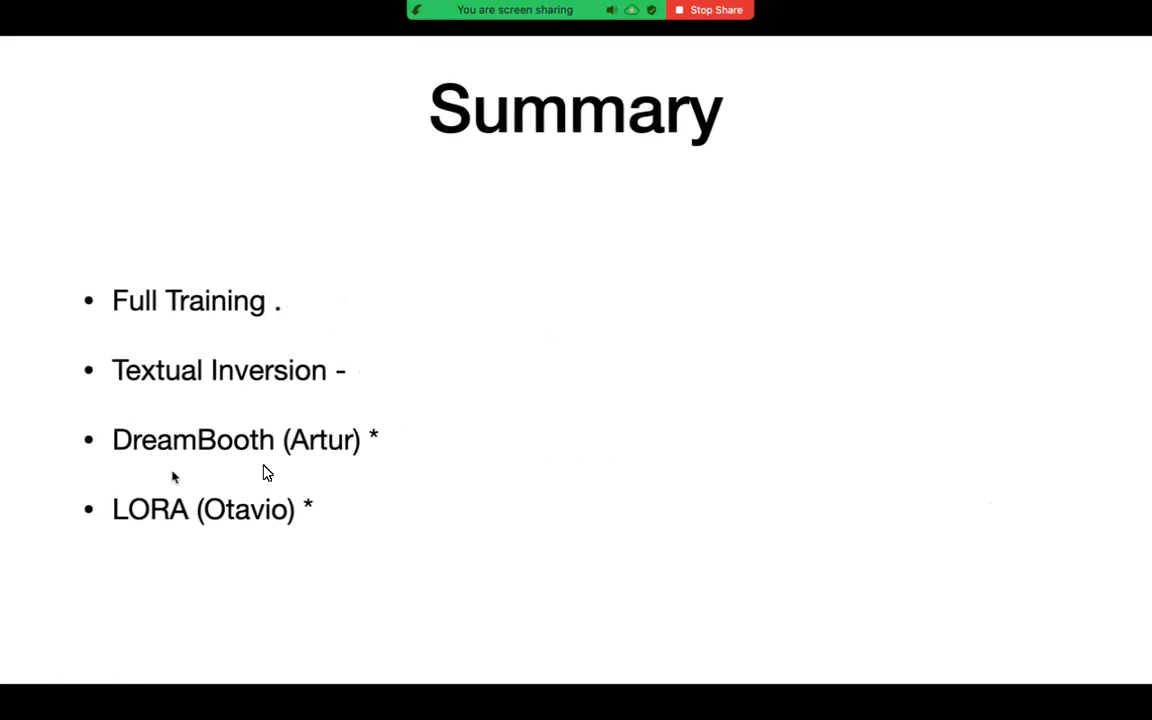 You are screen sharing
Stop Share
Summary
• Full Training .
• Textual Inversion -
• DreamBooth (Artur) *
• LORA (Otavio) *